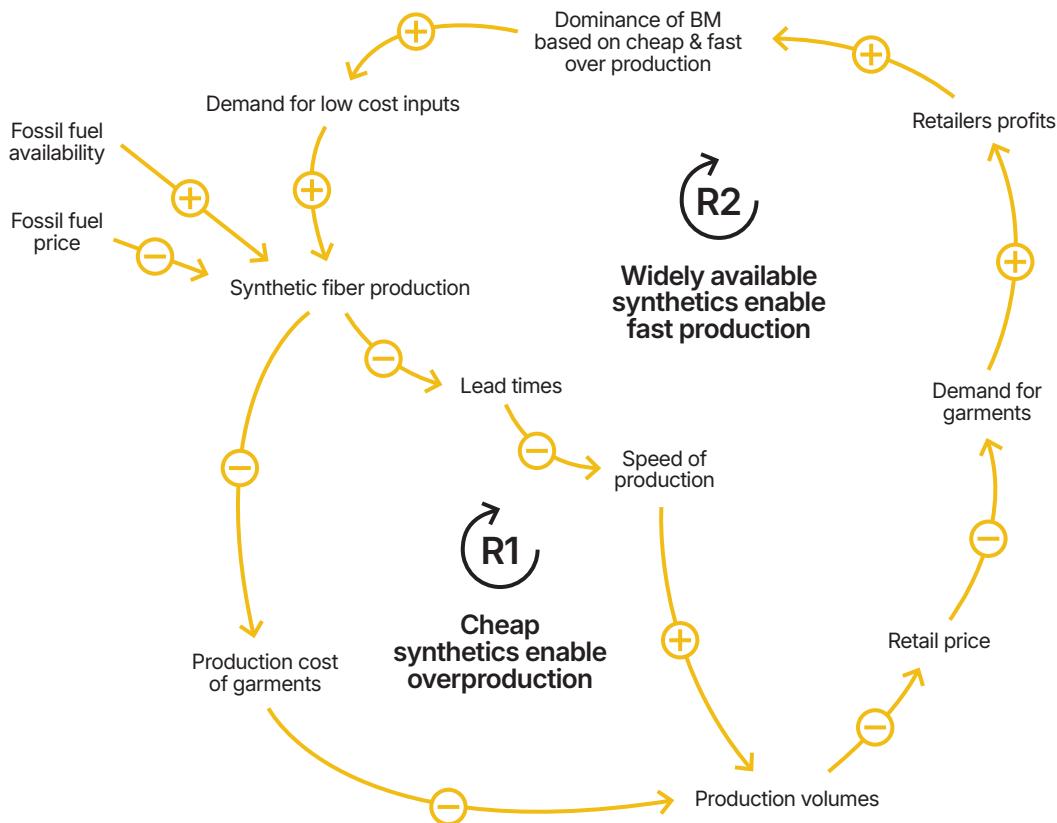 Dominance of BM
based on cheap & fast
over production
Demand for low cost inputs
Retailers profits
Fossil fuel
availability
Fossil fuel
price
R2
Widely available
synthetics enable
fast production
Synthetic fiber production
Lead times
Demand for
garments
Speed of
production
R1
Cheap
synthetics enable
overproduction
Retail price
Production cost
of garments
Production volumes